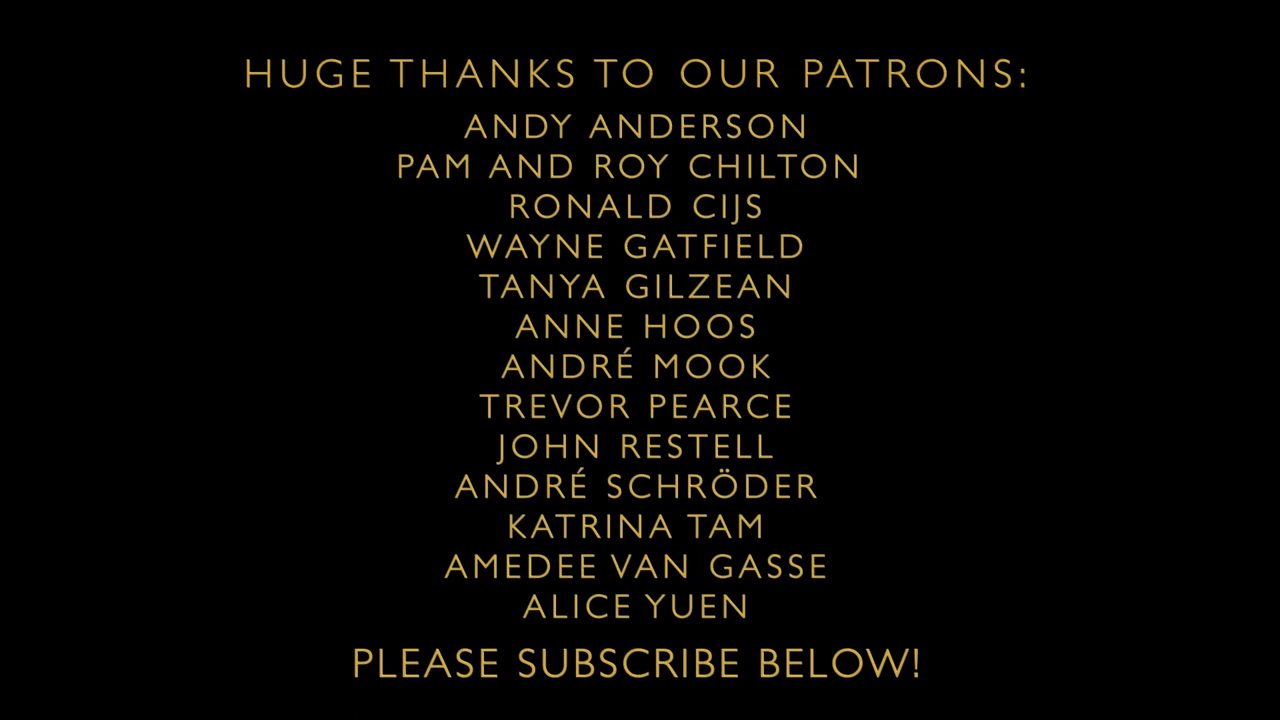 HUGE THANKS TO OUR PATRONS:
ANDY ANDERSON
PAM AND ROY CHILTON
RONALD CIJS
WAYNE GATFIELD
TANYA GILZEAN
ANNE HOOS
ANDRÉ MOOK
TREVOR PEARCE
JOHN RESTELL
ANDRÉ SCHRÖDER
KATRINA TAM
AMEDEE VAN GASSE
ALICE YUEN
PLEASE SUBSCRIBE BELOW!